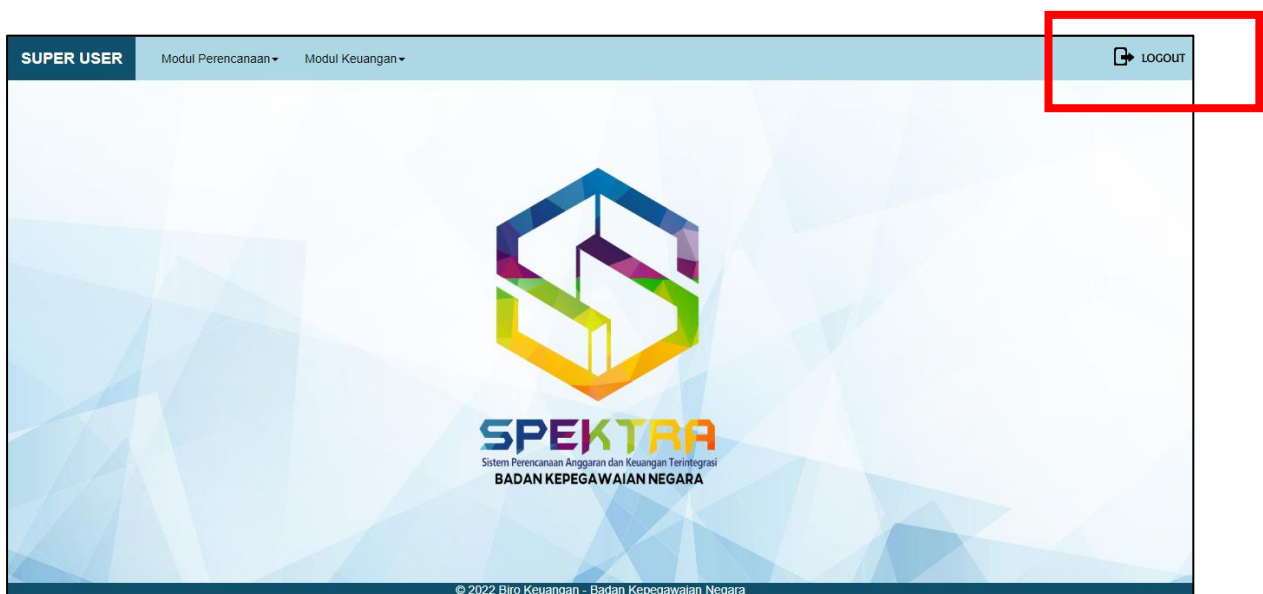 SUPER USER Modul Perencanaan Modul Keuangan LOGOUT
SPEKTRA
Sistem Perencanaan Anggaran dan Keuangan Terintegrasi
BADAN KEPEGAWAIAN NEGARA
© 2022 Biro Keuangan - Badan Kepegawaian Negara